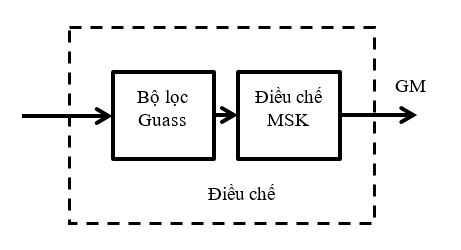 Bộ lọc
Guass
Điều chế
MSK
GM
Điều chế